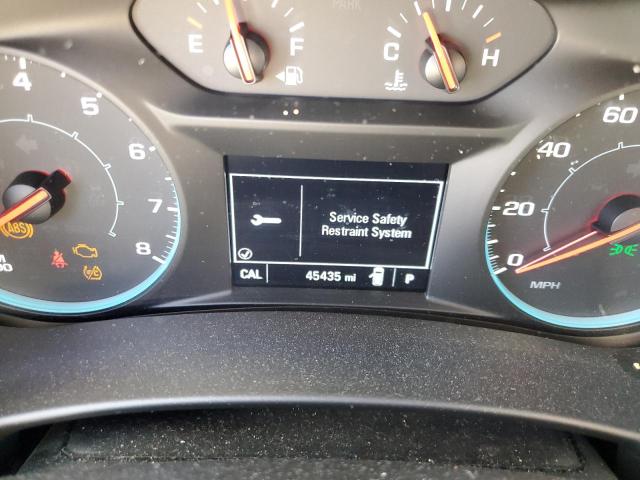 PARK
E F
C H
4 5 6 7 8
ABS
Service Safety
Restraint System
CAL 45435 mi P
0 20 40 60
MPH